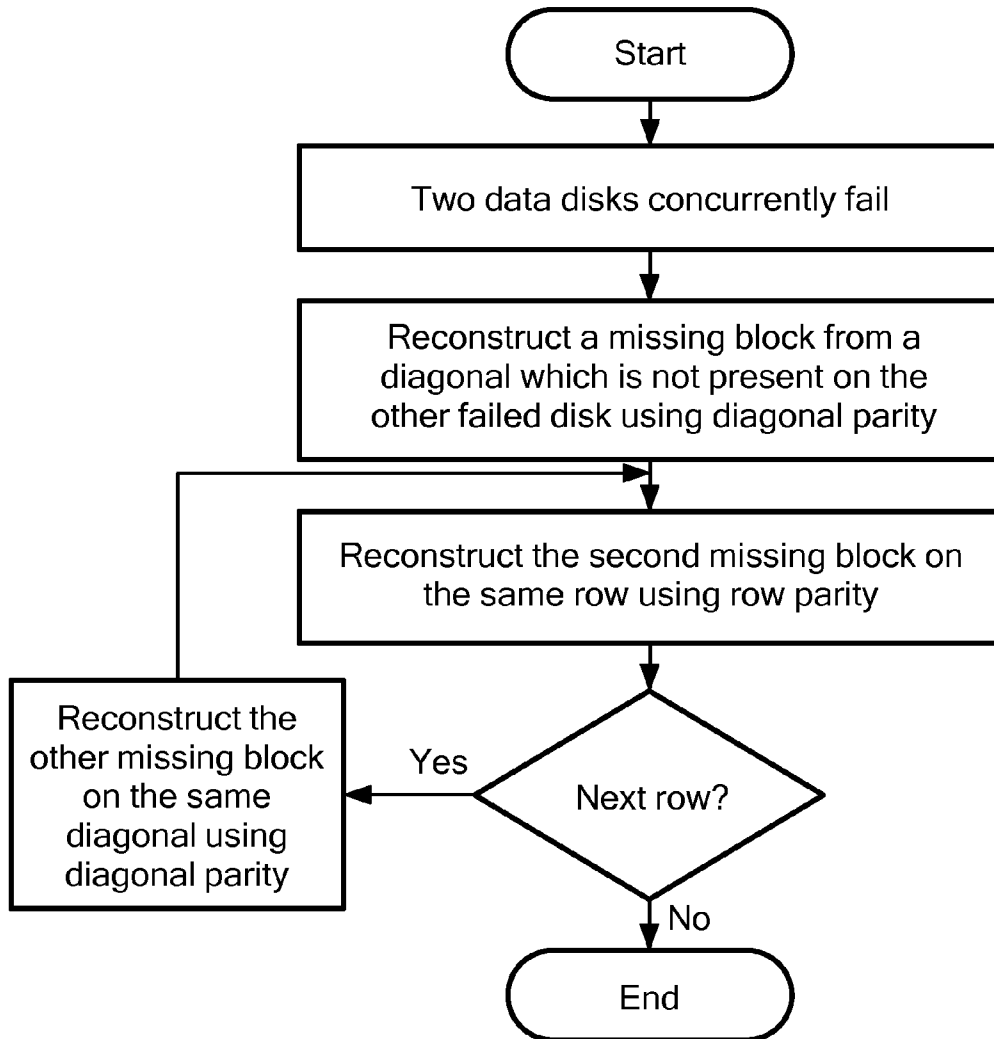 Start
Two data disks concurrently fail
Reconstruct a missing block from a
diagonal which is not present on the
other failed disk using diagonal parity
Reconstruct the second missing block on
the same row using row parity
Reconstruct the
other missing block
on the same
diagonal using
diagonal parity
Yes
Next row?
No
End